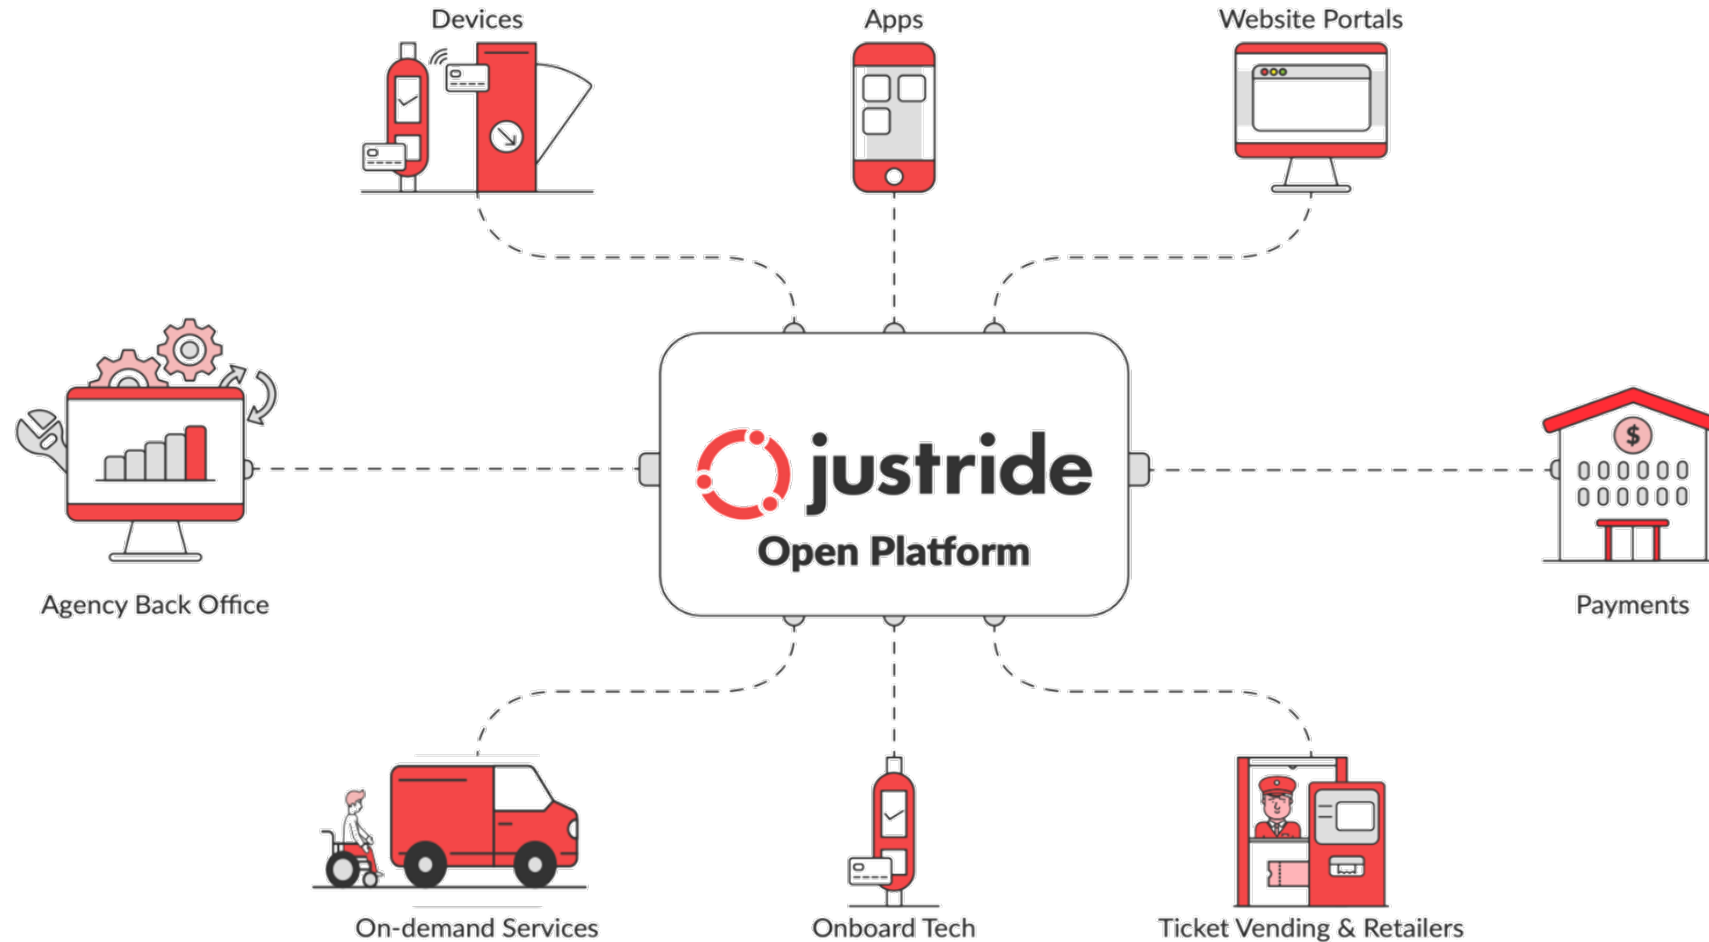 Devices
Apps
Website Portals
justride
Open Platform
$
Agency Back Office
Payments
On-demand Services
Onboard Tech
Ticket Vending & Retailers